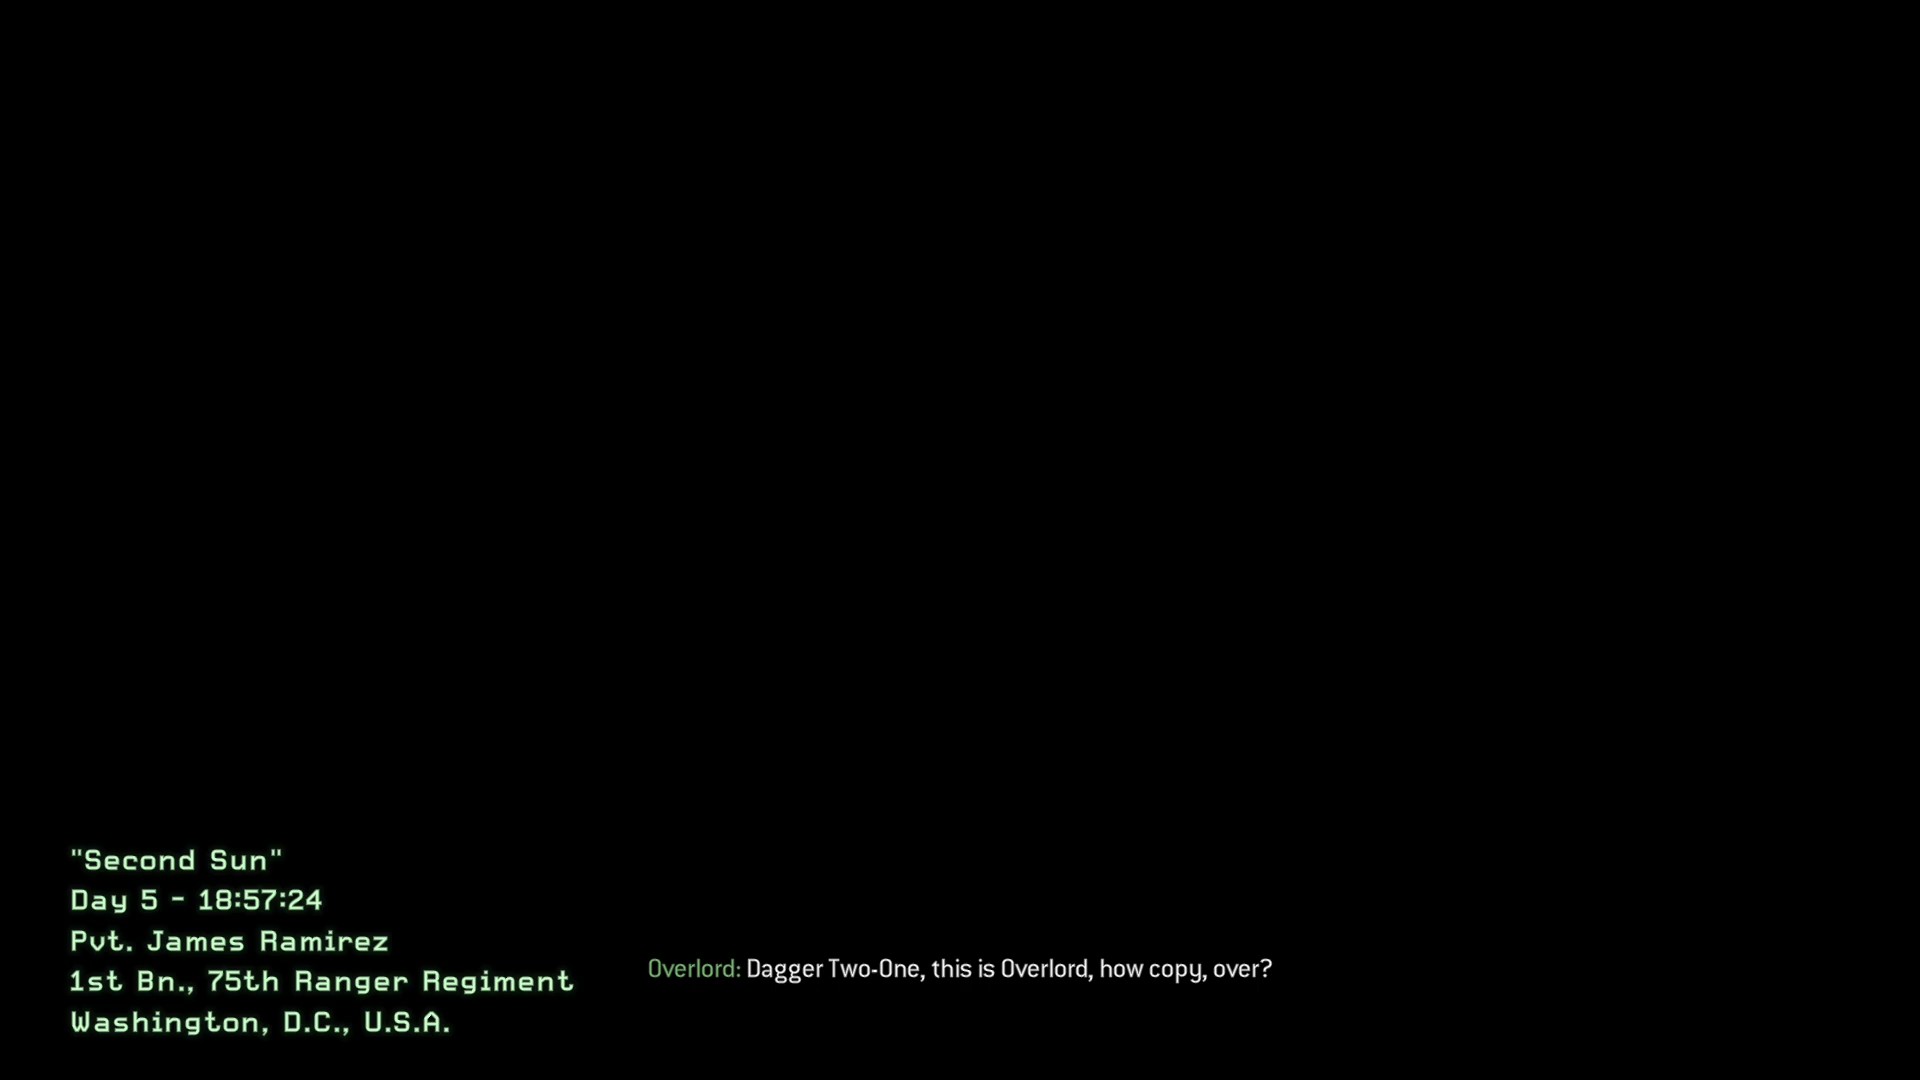 "Second Sun"
Day 5 - 18:57:24
Pvt. James Ramirez
1st Bn., 75th Ranger Regiment
Washington, D.C., U.S.A.
Overlord: Dagger Two-One, this is Overlord, how copy, over?